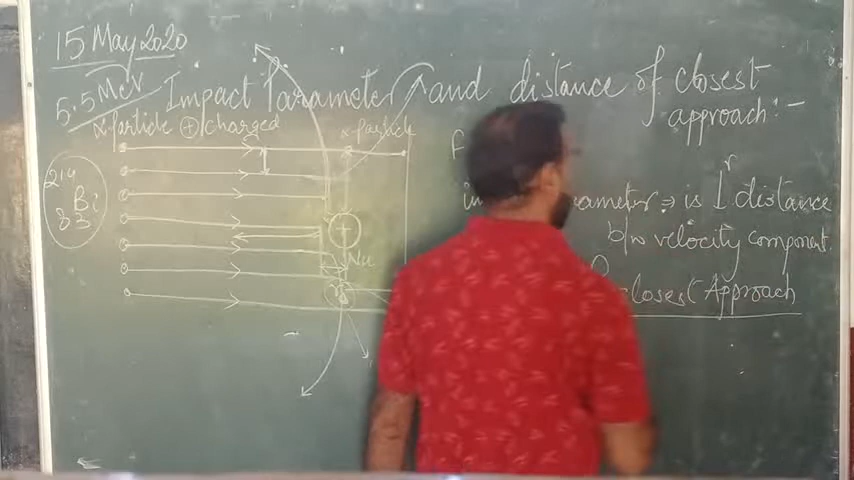 15 May 2020
5.5 MeV Impact Parameter and distance of closest
approach:-
α-particle ⊕ charged
α-particle
214
Bi
83
+
Nu
is ⊥r distance
b/w velocity component
closest Approach